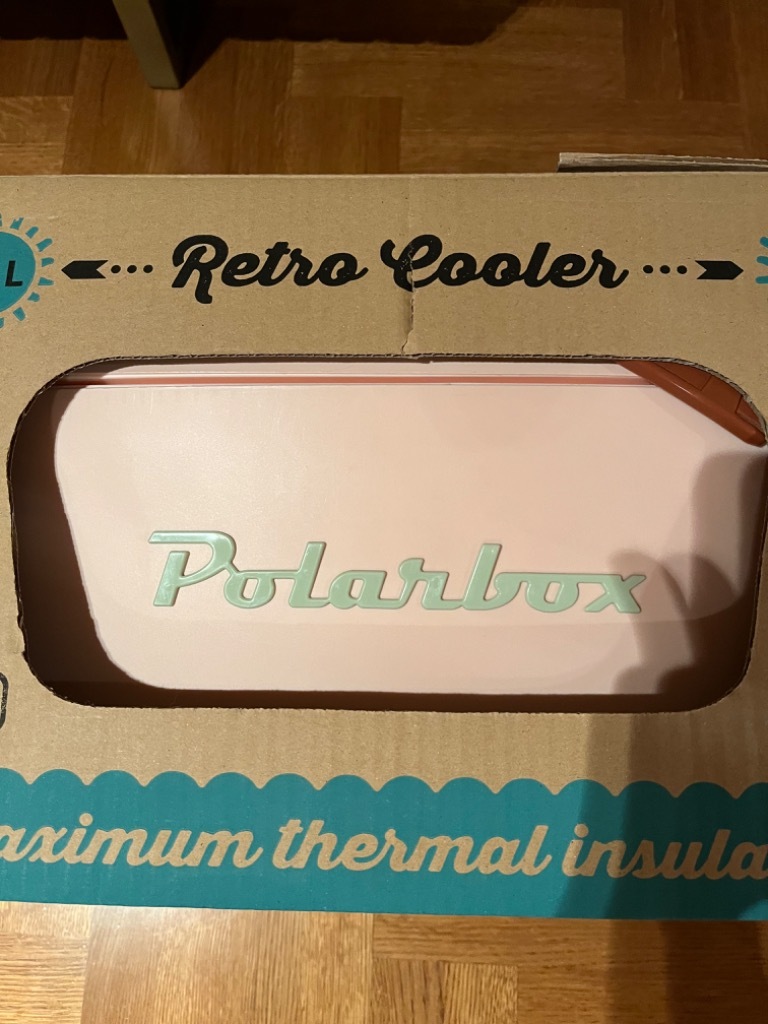 L
Retro Cooler
Polarbox
aximum thermal insula